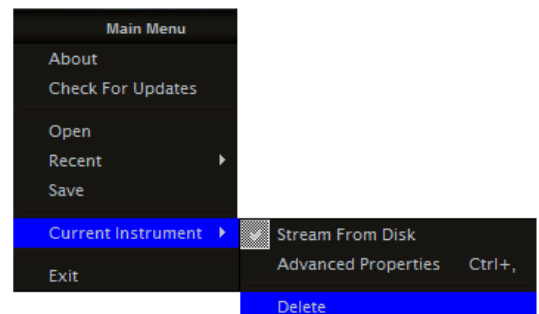 Main Menu
About
Check For Updates
Open
Recent
Save
Current Instrument
Exit
Stream From Disk
Advanced Properties Ctrl+,
Delete